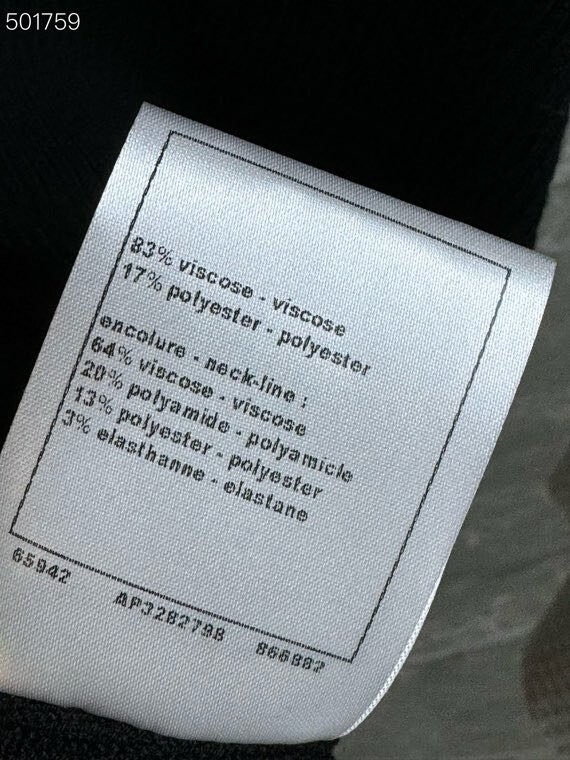 501759
83% viscose - viscose
17% polyester - polyester
encolure - neck-line :
64% viscose - viscose
20% polyamide - polyamicle
13% polyester - polyester
3% elasthanne - elastane
65942 AP3282798 866882